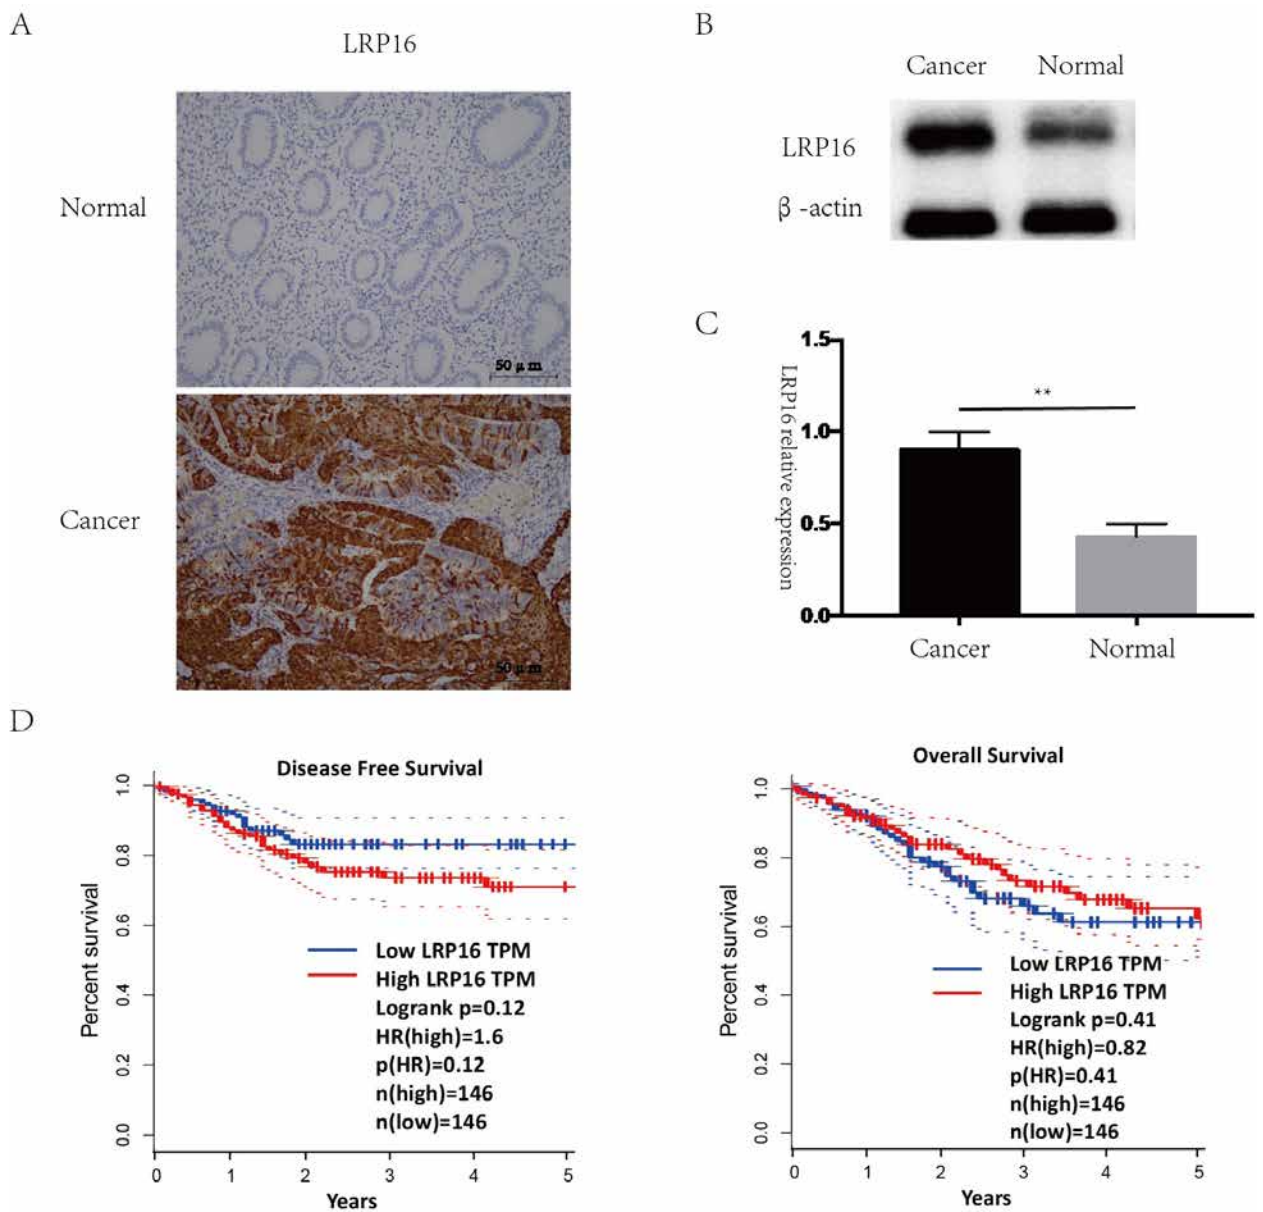 A
LRP16
Normal
50 μm
Cancer
50 μm
B
Cancer Normal
LRP16
β -actin
C
LRP16 relative expression
1.5
1.0
0.5
0.0
**
Cancer Normal
D
Disease Free Survival
Percent survival
1.0
0.8
0.6
0.4
0.2
0.0
Low LRP16 TPM
High LRP16 TPM
Logrank p=0.12
HR(high)=1.6
p(HR)=0.12
n(high)=146
n(low)=146
0 1 2 3 4 5
Years
Overall Survival
Percent survival
1.0
0.8
0.6
0.4
0.2
0.0
Low LRP16 TPM
High LRP16 TPM
Logrank p=0.41
HR(high)=0.82
p(HR)=0.41
n(high)=146
n(low)=146
0 1 2 3 4 5
Years